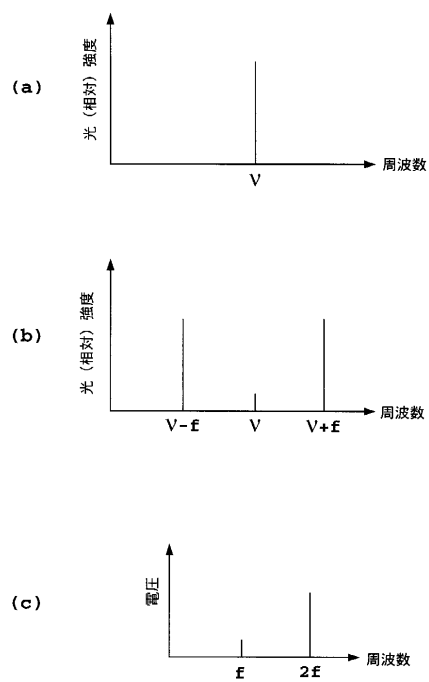 (a)
光（相対）強度
周波数
ν
(b)
光（相対）強度
周波数
ν-f
ν
ν+f
(c)
電圧
周波数
f
2f